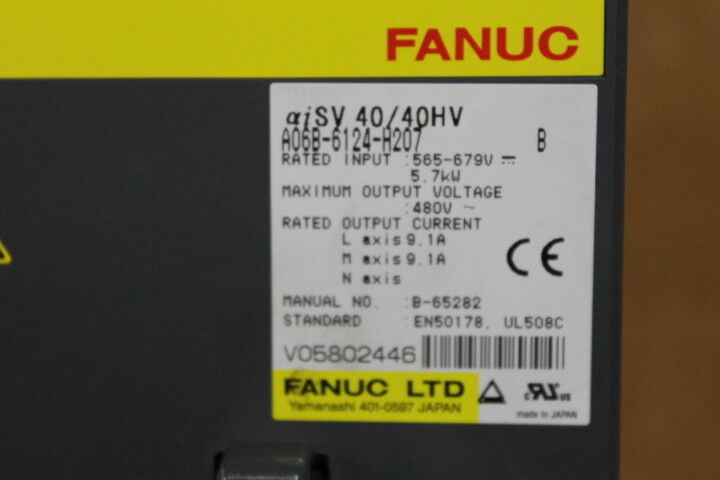 FANUC
αiSV 40/40HV
A06B-6124-H207 B
RATED INPUT :565-679V ⎓
5.7kW
MAXIMUM OUTPUT VOLTAGE
:480V ~
RATED OUTPUT CURRENT
L axis 9.1A
M axis 9.1A
N axis
CE
MANUAL NO. :B-65282
STANDARD :EN50178, UL508C
V05802446
FANUC LTD
Yamanashi 401-0597 JAPAN
c RU US
made in JAPAN